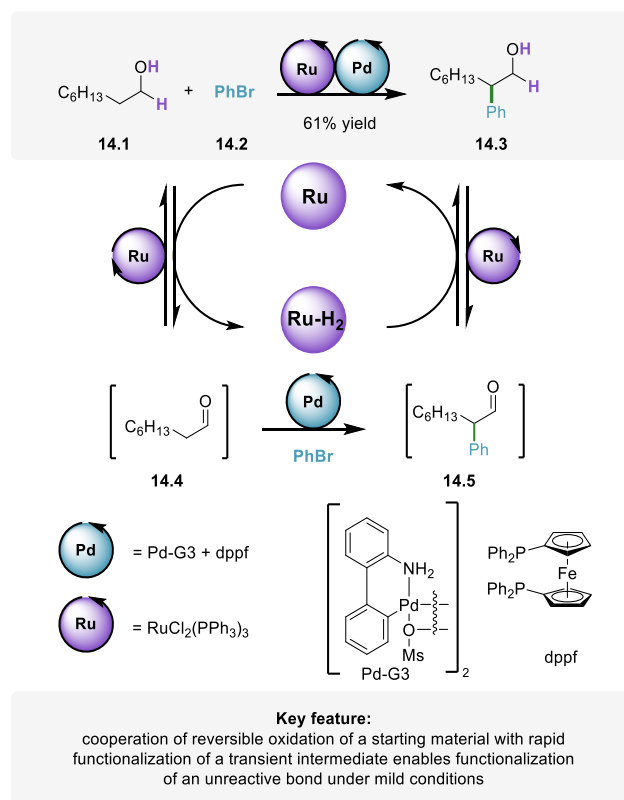 OH
C6H13
H
+
PhBr
Ru
Pd
61% yield
C6H13
OH
H
Ph
14.1
14.2
14.3
Ru
Ru
Ru
Ru-H2
C6H13
O
Pd
PhBr
C6H13
O
Ph
14.4
14.5
Pd
= Pd-G3 + dppf
Ru
= RuCl2(PPh3)3
NH2
Pd
O
Ms
2
Pd-G3
Ph2P
Fe
Ph2P
dppf
Key feature:
cooperation of reversible oxidation of a starting material with rapid
functionalization of a transient intermediate enables functionalization
of an unreactive bond under mild conditions